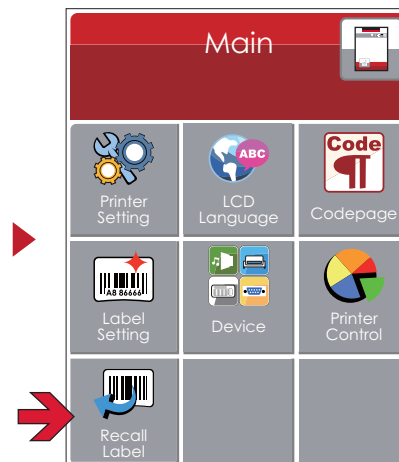 Main
ABC
Code
Printer
Setting
LCD
Language
Codepage
A8 86666
Label
Setting
Device
Printer
Control
Recall
Label